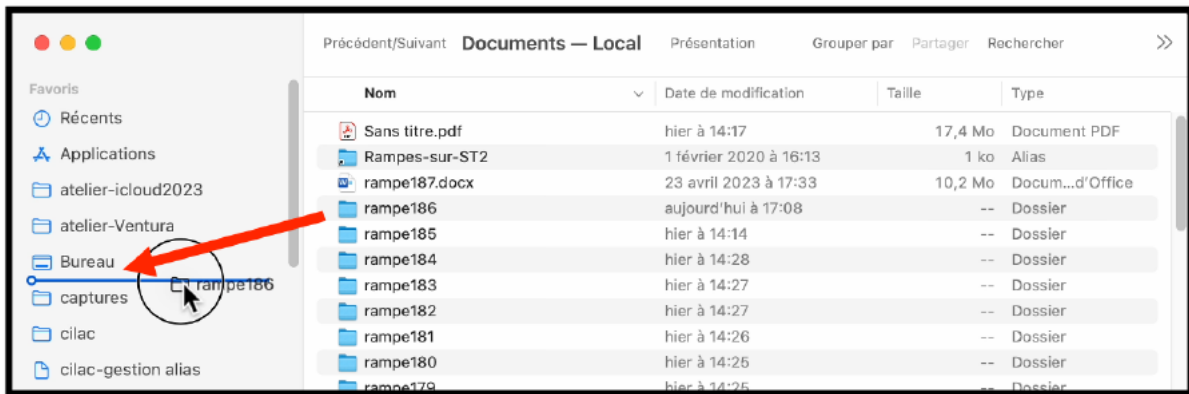 Précédent/Suivant Documents — Local Présentation Grouper par Partager Rechercher
Favoris
Récents
Applications
atelier-icloud2023
atelier-Ventura
Bureau
rampe186
captures
cilac
cilac-gestion alias
Nom Date de modification Taille Type
Sans titre.pdf hier à 14:17 17,4 Mo Document PDF
Rampes-sur-ST2 1 février 2020 à 16:13 1 ko Alias
rampe187.docx 23 avril 2023 à 17:33 10,2 Mo Docum...d'Office
rampe186 aujourd'hui à 17:08 -- Dossier
rampe185 hier à 14:14 -- Dossier
rampe184 hier à 14:28 -- Dossier
rampe183 hier à 14:27 -- Dossier
rampe182 hier à 14:27 -- Dossier
rampe181 hier à 14:26 -- Dossier
rampe180 hier à 14:25 -- Dossier
rampe179 hier à 14:25 -- Dossier